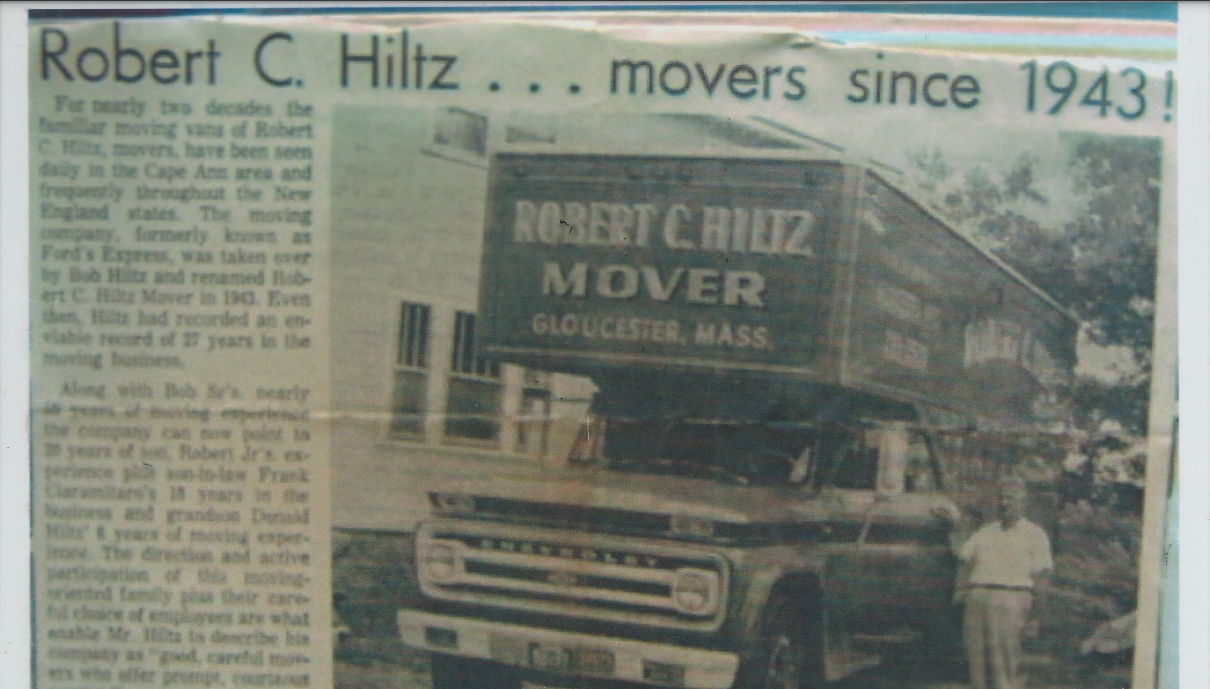 Robert C. Hiltz . . . movers since 1943!
For nearly two decades the
familiar moving vans of Robert
C. Hiltz, movers, have been seen
daily in the Cape Ann area and
frequently throughout the New
England states. The moving
company, formerly known as
Ford's Express, was taken over
by Bob Hiltz and renamed Rob-
ert C. Hiltz Mover in 1943. Even
then, Hiltz had recorded an en-
viable record of 27 years in the
moving business.
Along with Bob Sr's. nearly
years of moving experience
the company can now point to
20 years of son, Robert Jr's. ex-
perience plus son-in-law Frank
Ciaramitaro's 18 years in the
business and grandson Donald
Hiltz' 6 years of moving exper-
ience. The direction and active
participation of this moving-
oriented family plus their care-
ful choice of employees are what
enable Mr. Hiltz to describe his
company as "good, careful mov-
ers who offer prompt, courteous
ROBERT C. HILTZ
MOVER
GLOUCESTER, MASS.
CHEVROLET